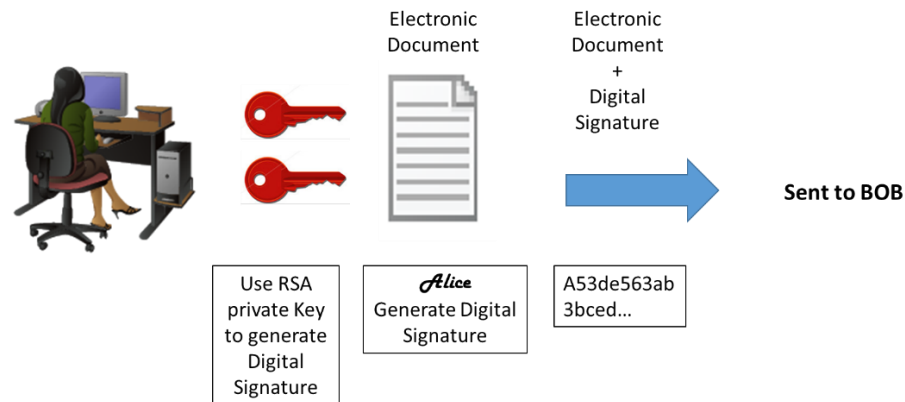 Electronic
Document
Electronic
Document
+
Digital
Signature
Sent to BOB
Use RSA
private Key
to generate
Digital
Signature
Alice
Generate Digital
Signature
A53de563ab
3bced...